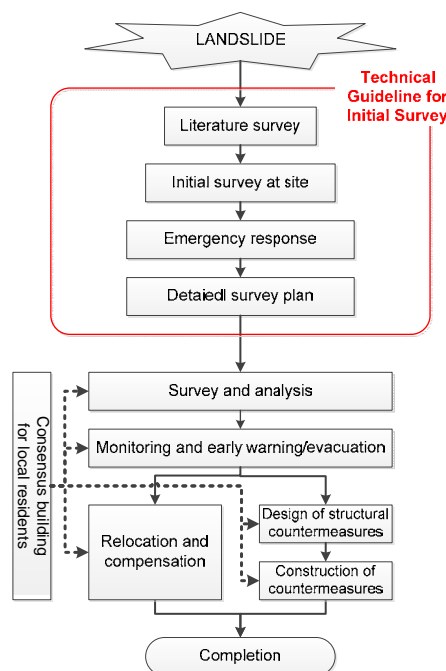 LANDSLIDE
Technical
Guideline for
Initial Survey
Literature survey
Initial survey at site
Emergency response
Detaiedl survey plan
Consensus building
for local residents
Survey and analysis
Monitoring and early warning/evacuation
Relocation and
compensation
Design of structural
countermeasures
Construction of
countermeasures
Completion